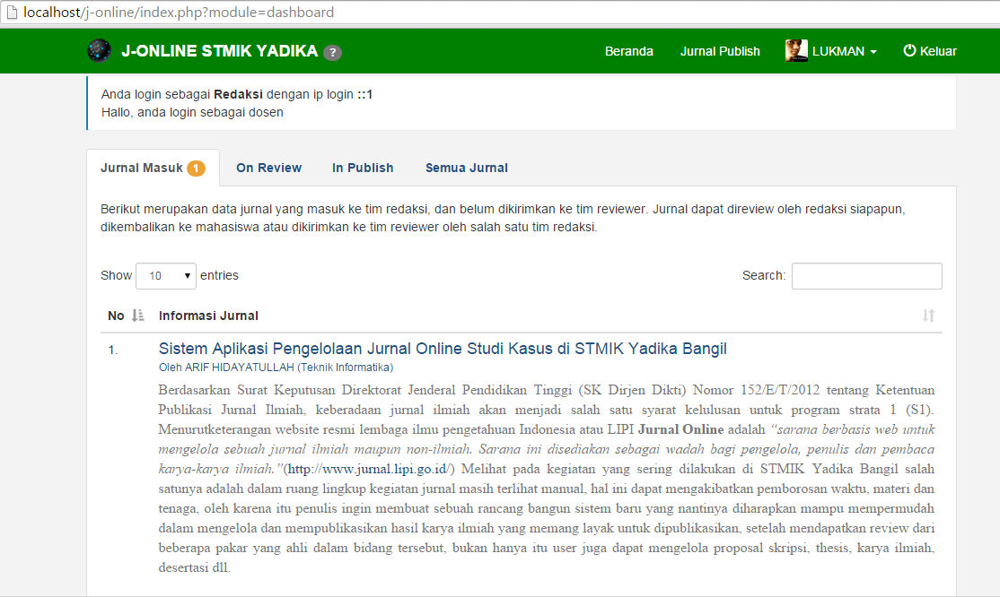 localhost/j-online/index.php?module=dashboard
J-ONLINE STMIK YADIKA ?
Beranda Jurnal Publish LUKMAN Keluar
Anda login sebagai Redaksi dengan ip login ::1
Hallo, anda login sebagai dosen
Jurnal Masuk 1 On Review In Publish Semua Jurnal
Berikut merupakan data jurnal yang masuk ke tim redaksi, dan belum dikirimkan ke tim reviewer. Jurnal dapat direview oleh redaksi siapapun,
dikembalikan ke mahasiswa atau dikirimkan ke tim reviewer oleh salah satu tim redaksi.
Show 10 entries Search:
No Informasi Jurnal
1. Sistem Aplikasi Pengelolaan Jurnal Online Studi Kasus di STMIK Yadika Bangil
Oleh ARIF HIDAYATULLAH (Teknik Informatika)
Berdasarkan Surat Keputusan Direktorat Jenderal Pendidikan Tinggi (SK Dirjen Dikti) Nomor 152/E/T/2012 tentang Ketentuan
Publikasi Jurnal Ilmiah, keberadaan jurnal ilmiah akan menjadi salah satu syarat kelulusan untuk program strata 1 (S1).
Menurutketerangan website resmi lembaga ilmu pengetahuan Indonesia atau LIPI Jurnal Online adalah “sarana berbasis web untuk
mengelola sebuah jurnal ilmiah maupun non-ilmiah. Sarana ini disediakan sebagai wadah bagi pengelola, penulis dan pembaca
karya-karya ilmiah.”(http://www.jurnal.lipi.go.id/) Melihat pada kegiatan yang sering dilakukan di STMIK Yadika Bangil salah
satunya adalah dalam ruang lingkup kegiatan jurnal masih terlihat manual, hal ini dapat mengakibatkan pemborosan waktu, materi dan
tenaga, oleh karena itu penulis ingin membuat sebuah rancang bangun sistem baru yang nantinya diharapkan mampu mempermudah
dalam mengelola dan mempublikasikan hasil karya ilmiah yang memang layak untuk dipublikasikan, setelah mendapatkan review dari
beberapa pakar yang ahli dalam bidang tersebut, bukan hanya itu user juga dapat mengelola proposal skripsi, thesis, karya ilmiah,
desertasi dll.